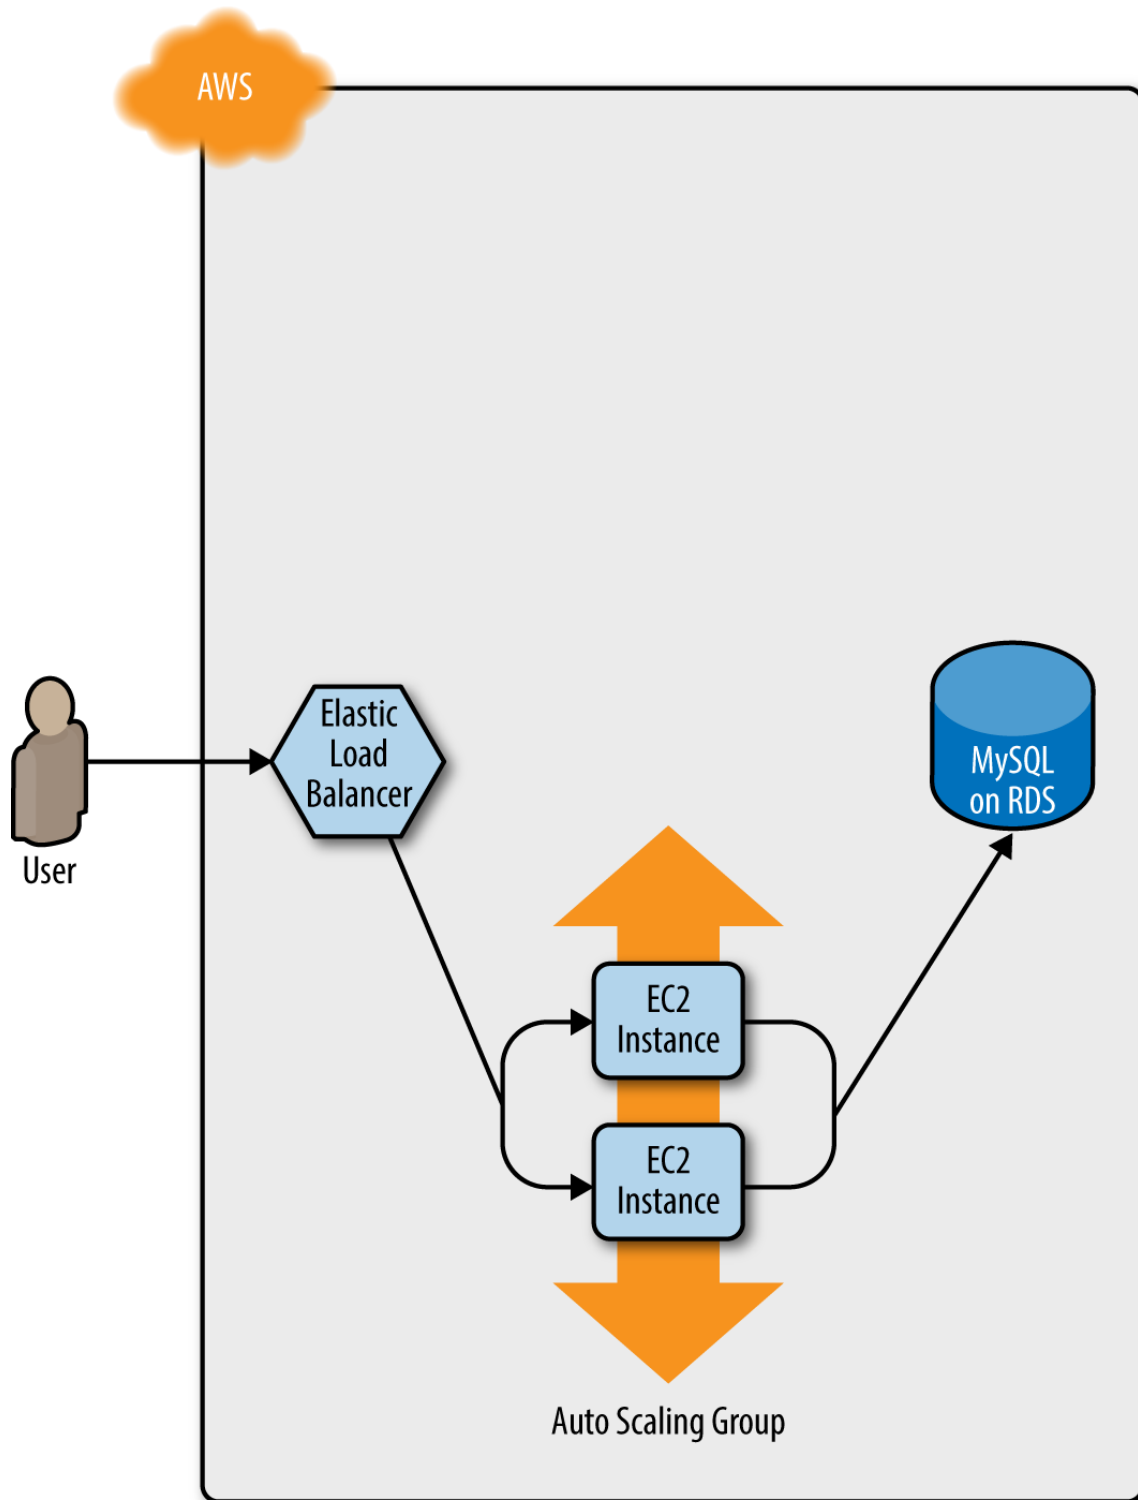 AWS
User
Elastic
Load
Balancer
MySQL
on RDS
EC2
Instance
EC2
Instance
Auto Scaling Group